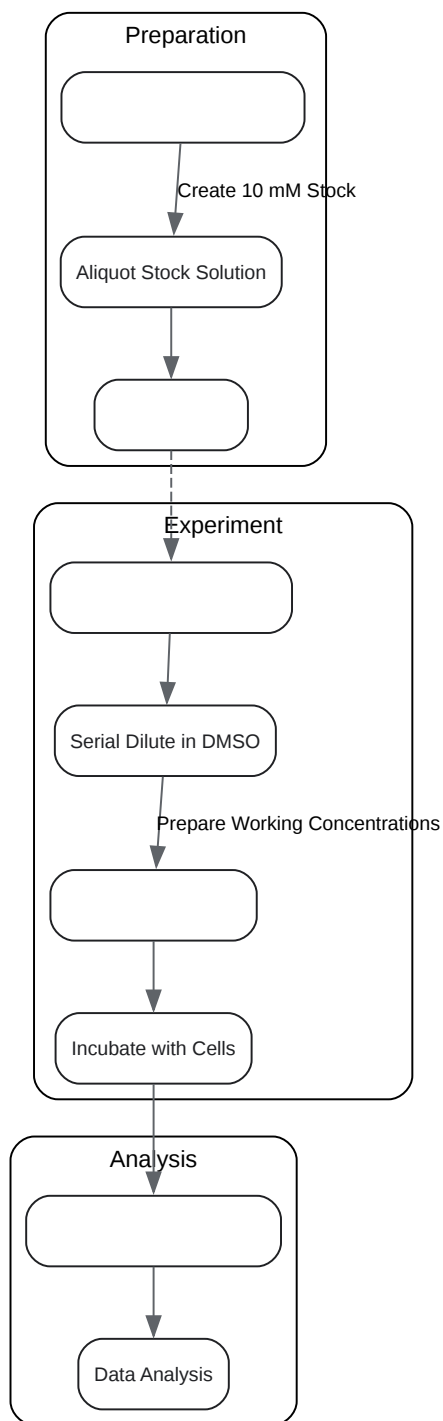 Preparation
Create 10 mM Stock
Aliquot Stock Solution
Experiment
Serial Dilute in DMSO
Prepare Working Concentrations
Incubate with Cells
Analysis
Data Analysis